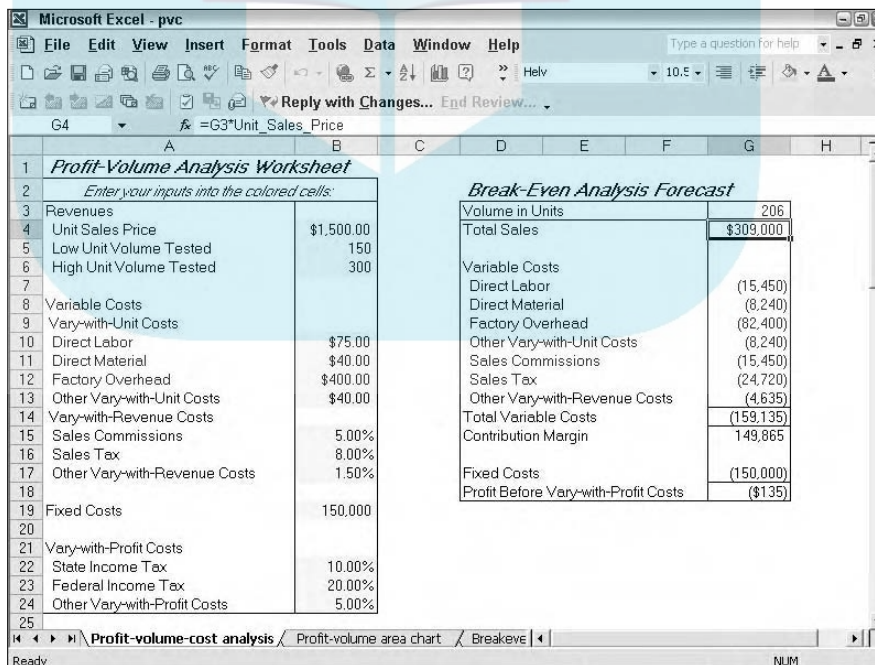 Microsoft Excel - pvc
File Edit View Insert Format Tools Data Window Help Type a question for help
Helv 10.5
Reply with Changes... End Review...
G4 fx =G3*Unit_Sales_Price
A B C D E F G H
1 Profit-Volume Analysis Worksheet
2 Enter your inputs into the colored cells: Break-Even Analysis Forecast
3 Revenues Volume in Units 206
4 Unit Sales Price $1,500.00 Total Sales $309,000
5 Low Unit Volume Tested 150
6 High Unit Volume Tested 300 Variable Costs
7 Direct Labor (15,450)
8 Variable Costs Direct Material (8,240)
9 Vary-with-Unit Costs Factory Overhead (82,400)
10 Direct Labor $75.00 Other Vary-with-Unit Costs (8,240)
11 Direct Material $40.00 Sales Commissions (15,450)
12 Factory Overhead $400.00 Sales Tax (24,720)
13 Other Vary-with-Unit Costs $40.00 Other Vary-with-Revenue Costs (4,635)
14 Vary-with-Revenue Costs Total Variable Costs (159,135)
15 Sales Commissions 5.00% Contribution Margin 149,865
16 Sales Tax 8.00%
17 Other Vary-with-Revenue Costs 1.50% Fixed Costs (150,000)
18 Profit Before Vary-with-Profit Costs ($135)
19 Fixed Costs 150,000
20
21 Vary-with-Profit Costs
22 State Income Tax 10.00%
23 Federal Income Tax 20.00%
24 Other Vary-with-Profit Costs 5.00%
25
Profit-volume-cost analysis Profit-volume area chart Breakeve
Ready NUM